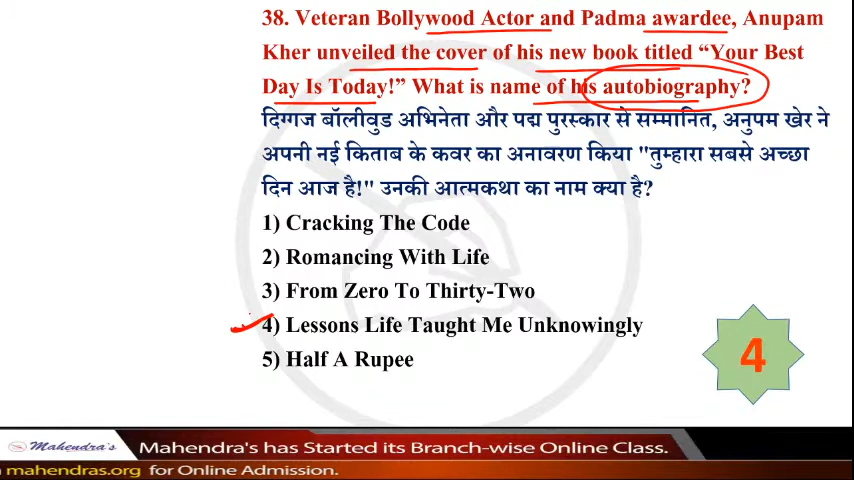 38. Veteran Bollywood Actor and Padma awardee, Anupam
Kher unveiled the cover of his new book titled “Your Best
Day Is Today!” What is name of his autobiography?
दिग्गज बॉलीवुड अभिनेता और पद्म पुरस्कार से सम्मानित, अनुपम खेर ने
अपनी नई किताब के कवर का अनावरण किया "तुम्हारा सबसे अच्छा
दिन आज है!" उनकी आत्मकथा का नाम क्या है?
1) Cracking The Code
2) Romancing With Life
3) From Zero To Thirty-Two
4) Lessons Life Taught Me Unknowingly
5) Half A Rupee
4
Mahendra's
Mahendra's has Started its Branch-wise Online Class.
mahendras.org for Online Admission.